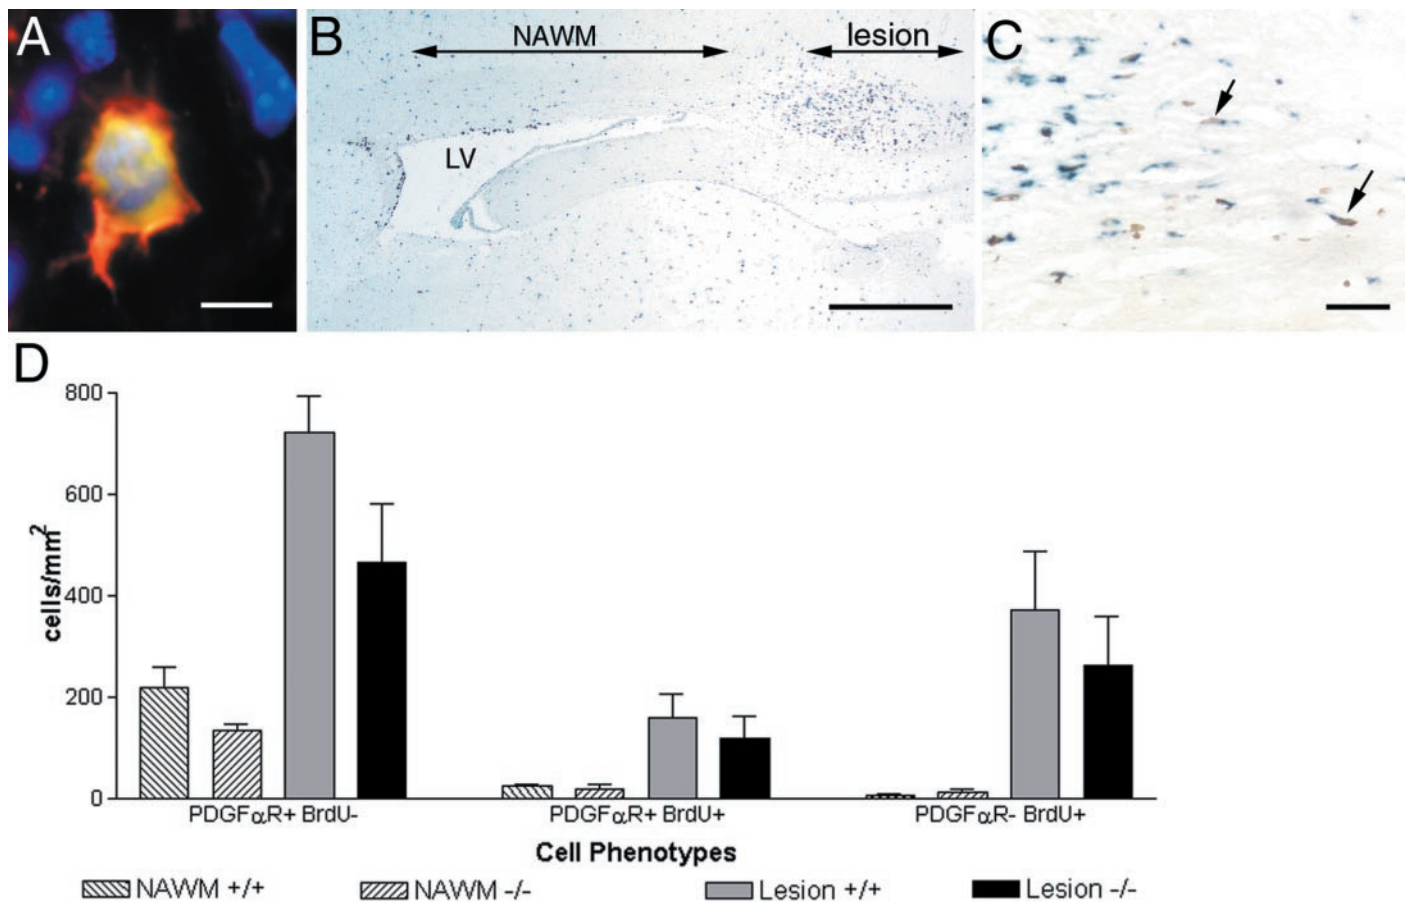 A
B
NAWM
lesion
C
LV
D
800
600
400
200
0
cells/mm²
PDGFαR+ BrdU-
PDGFαR+ BrdU+
PDGFαR- BrdU+
Cell Phenotypes
NAWM +/+
NAWM -/-
Lesion +/+
Lesion -/-